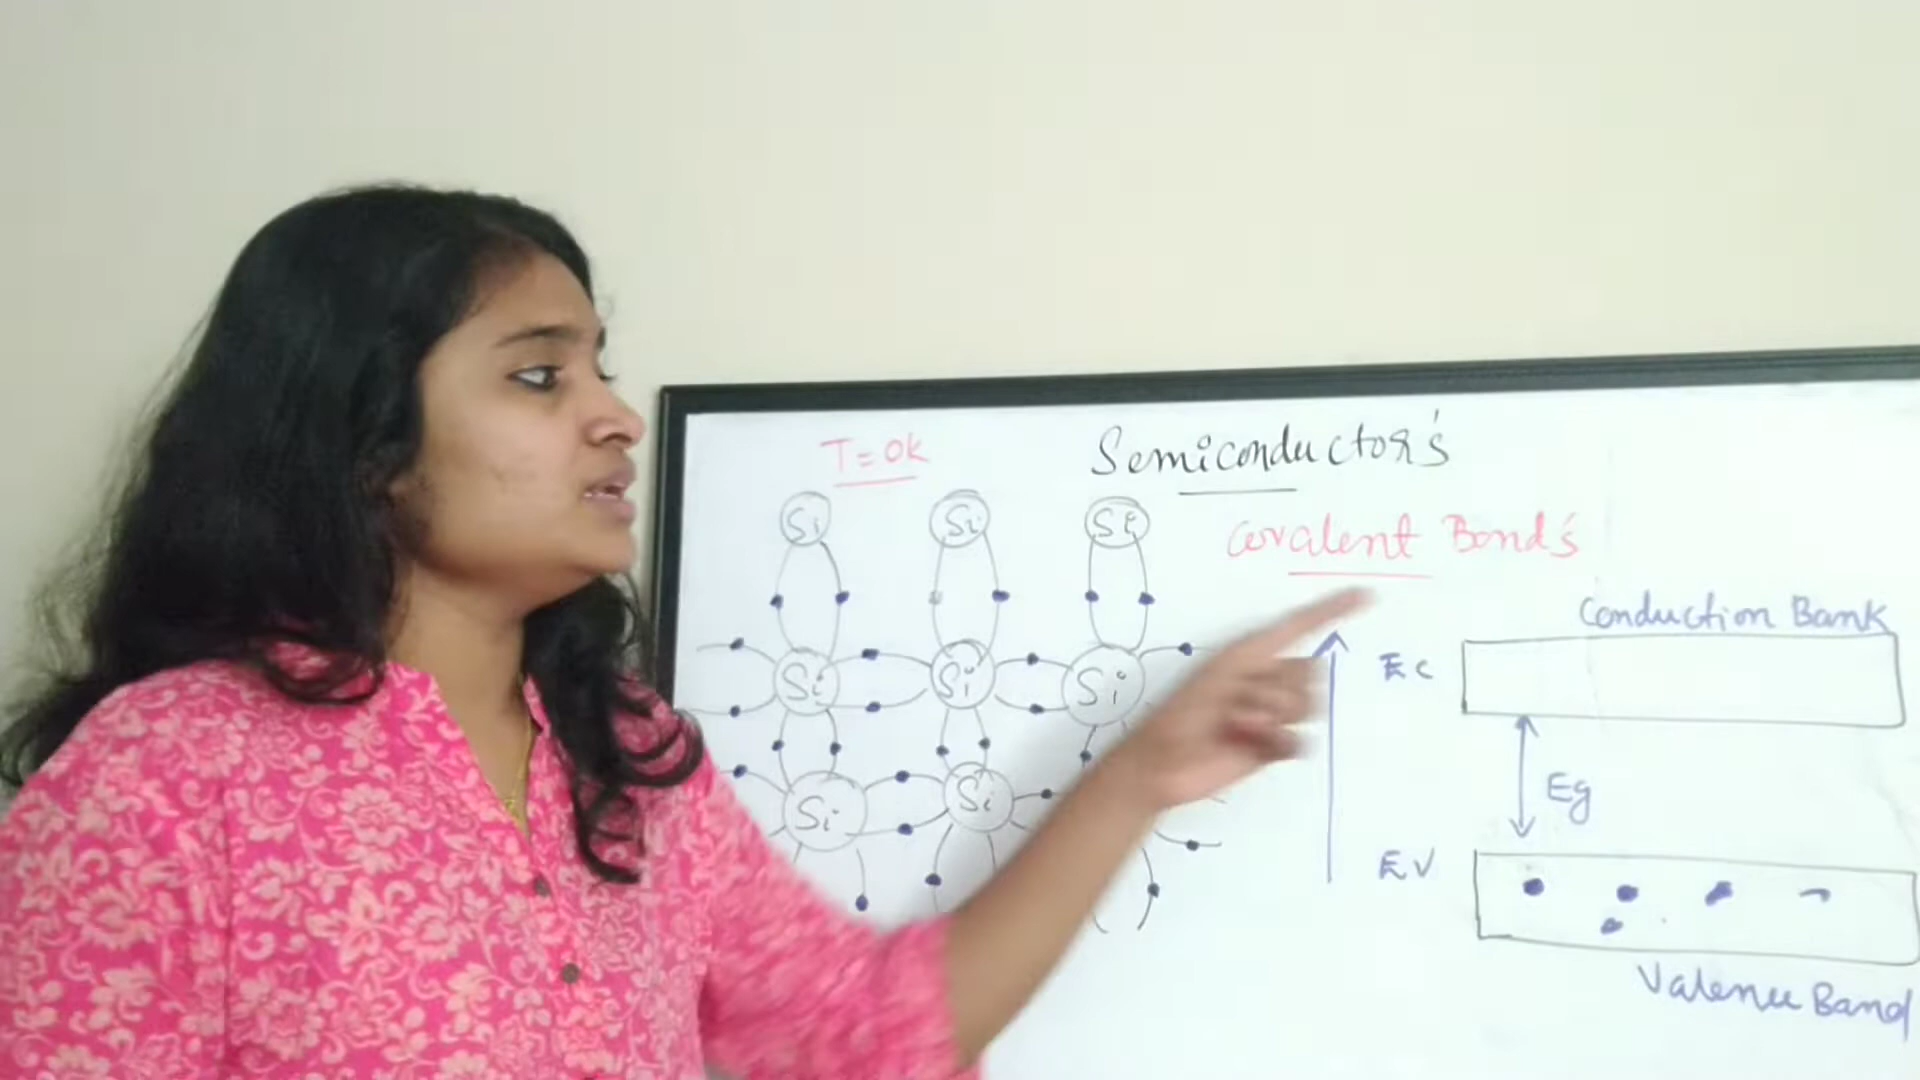 T=0K
Semiconductor's
Covalent Bond's
Si Si Si
Conduction Bank
Ec
Si Si Si
Eg
Si Si
Ev
Valence Band